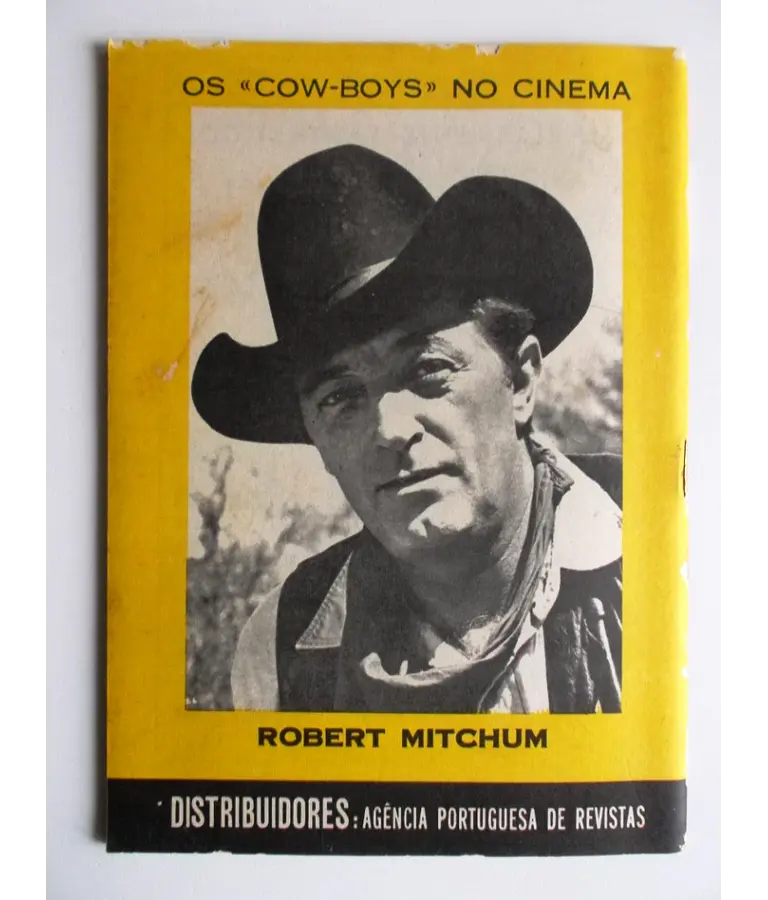 OS «COW-BOYS» NO CINEMA
ROBERT MITCHUM
DISTRIBUIDORES: AGÊNCIA PORTUGUESA DE REVISTAS